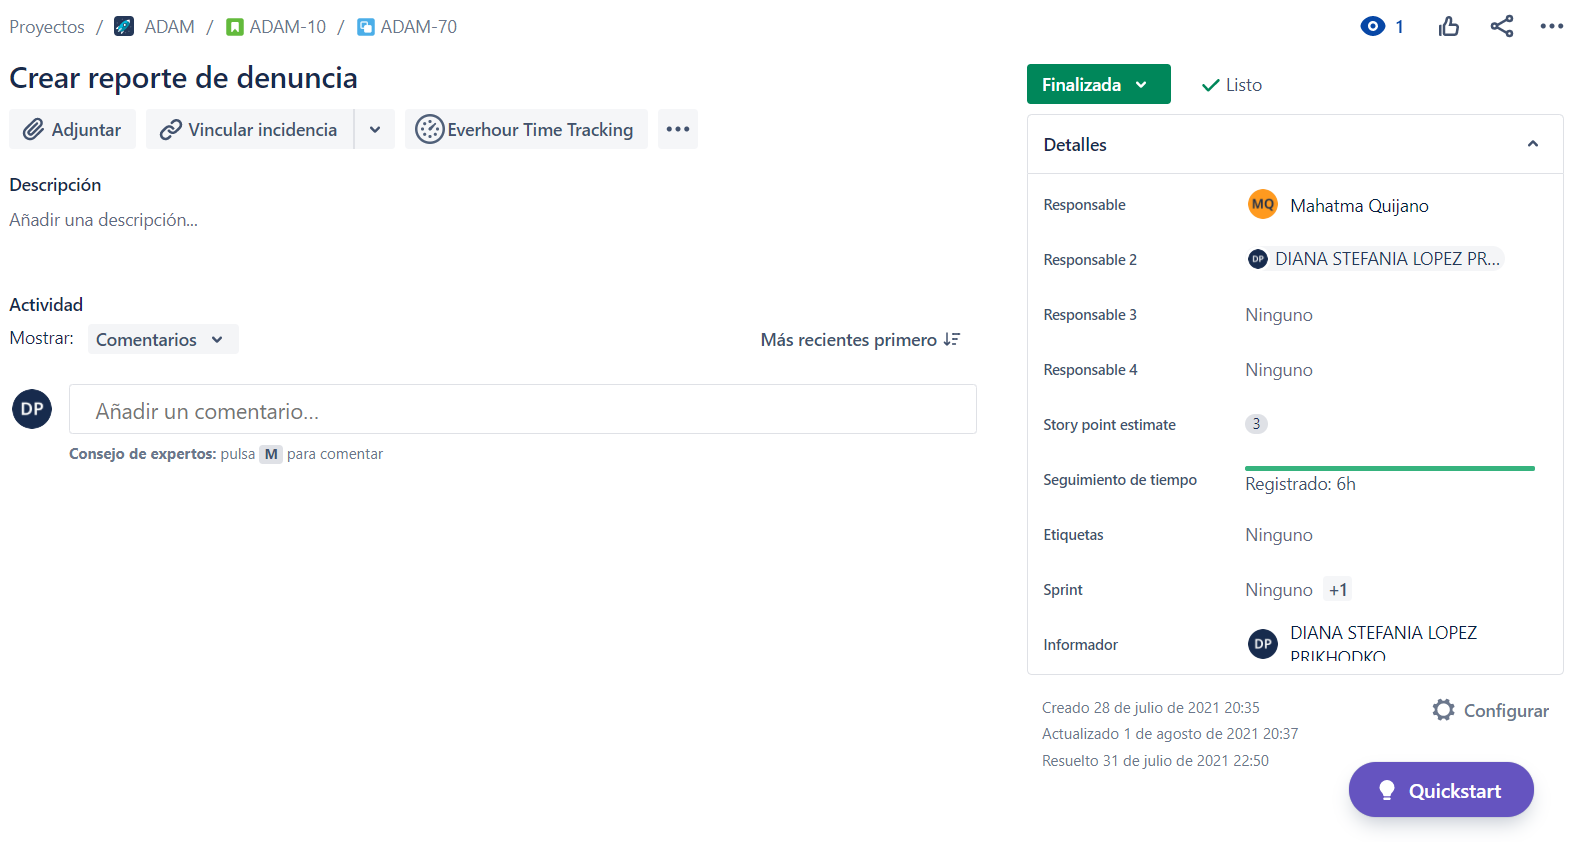 Proyectos / ADAM / ADAM-10 / ADAM-70
1
Crear reporte de denuncia
Adjuntar
Vincular incidencia
Everhour Time Tracking
Descripción
Añadir una descripción...
Actividad
Mostrar:
Comentarios
Más recientes primero
DP
Añadir un comentario...
Consejo de expertos: pulsa M para comentar
Finalizada
Listo
Detalles
Responsable
MQ Mahatma Quijano
Responsable 2
DP DIANA STEFANIA LOPEZ PR...
Responsable 3
Ninguno
Responsable 4
Ninguno
Story point estimate
3
Seguimiento de tiempo
Registrado: 6h
Etiquetas
Ninguno
Sprint
Ninguno +1
Informador
DP DIANA STEFANIA LOPEZ
PRIKHODKO
Creado 28 de julio de 2021 20:35
Actualizado 1 de agosto de 2021 20:37
Resuelto 31 de julio de 2021 22:50
Configurar
Quickstart